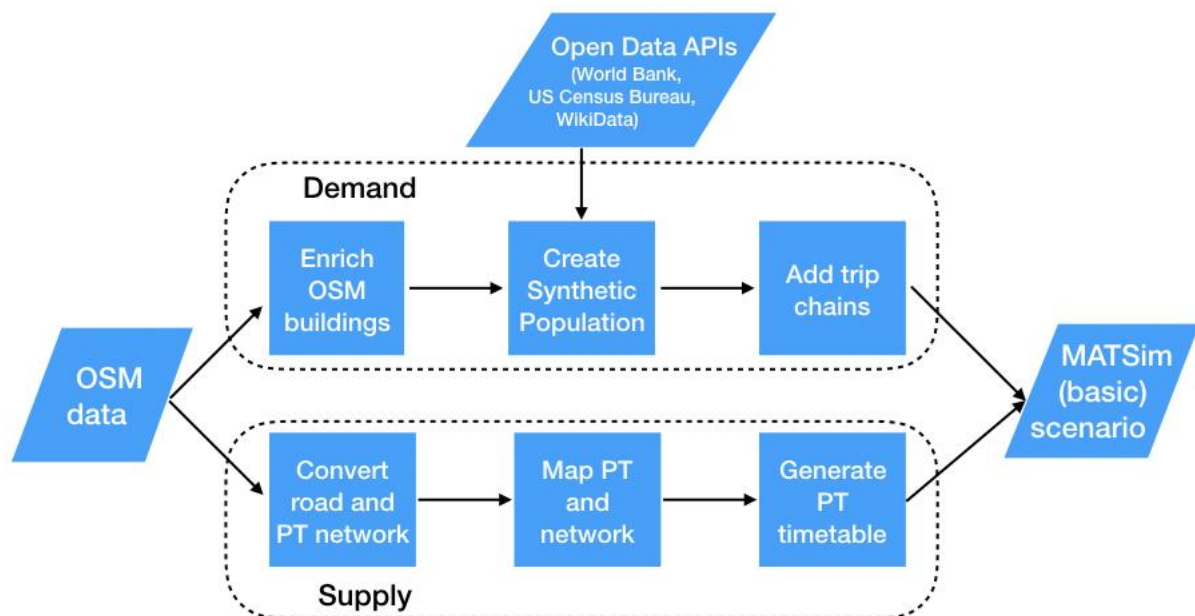 Open Data APIs
(World Bank,
US Census Bureau,
WikiData)
Demand
Enrich
OSM
buildings
Create
Synthetic
Population
Add trip
chains
OSM
data
MATSim
(basic)
scenario
Convert
road and
PT network
Map PT
and
network
Generate
PT
timetable
Supply